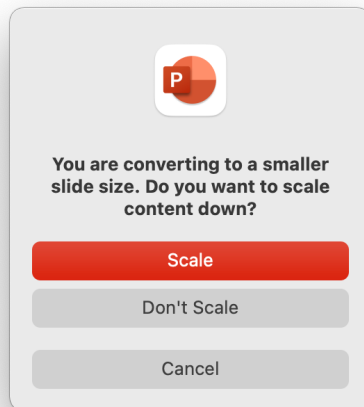 P
You are converting to a smaller
slide size. Do you want to scale
content down?
Scale
Don't Scale
Cancel